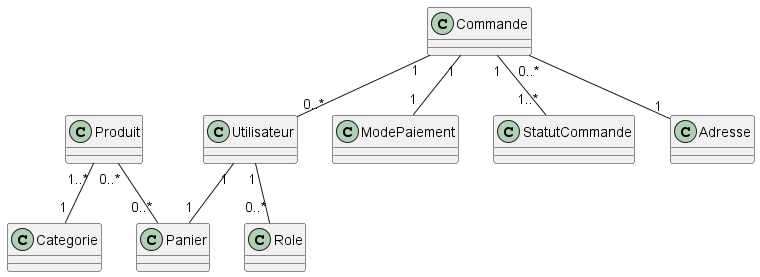 C Commande
1 1 1 0..*
0..* 1 1..* 1
C Produit C Utilisateur C ModePaiement C StatutCommande C Adresse
1..* 0..* 1 1
1 0..* 1 0..*
C Categorie C Panier C Role